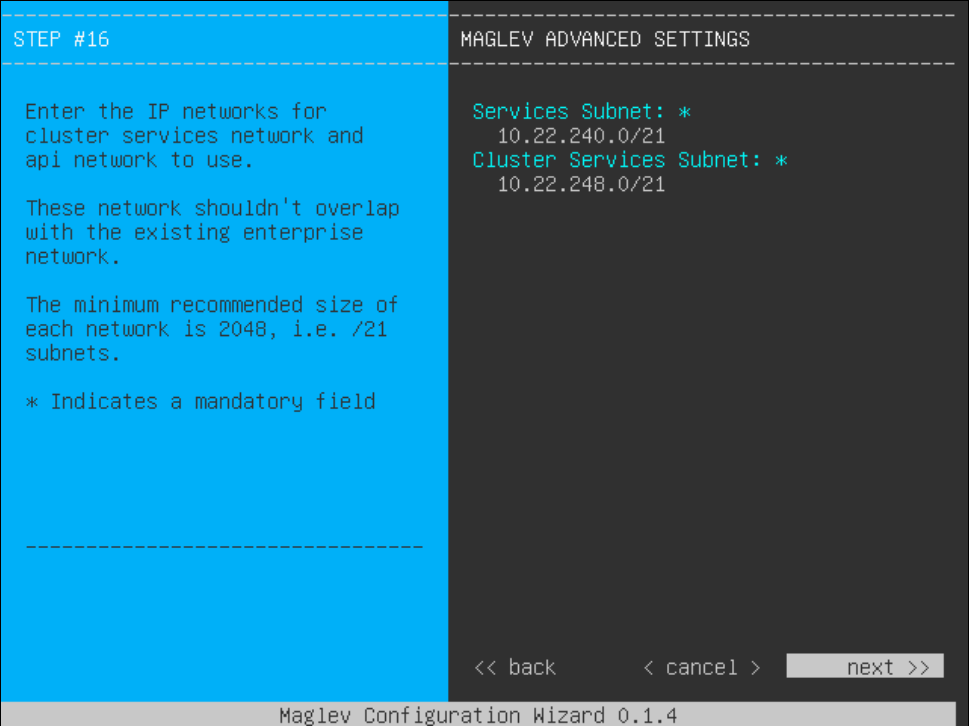 STEP #16
Enter the IP networks for
cluster services network and
api network to use.
These network shouldn't overlap
with the existing enterprise
network.
The minimum recommended size of
each network is 2048, i.e. /21
subnets.
* Indicates a mandatory field
MAGLEV ADVANCED SETTINGS
Services Subnet: *
10.22.240.0/21
Cluster Services Subnet: *
10.22.248.0/21
<< back < cancel > next >>
Maglev Configuration Wizard 0.1.4